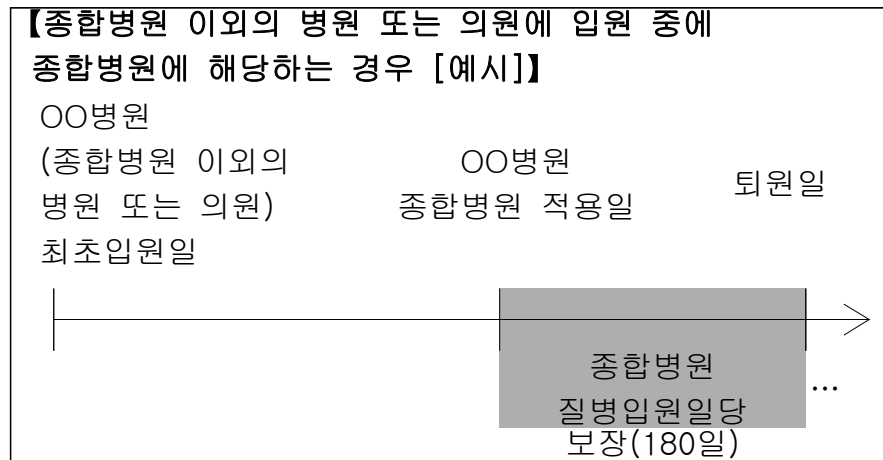 【종합병원 이외의 병원 또는 의원에 입원 중에
종합병원에 해당하는 경우 [예시]】
OO병원
(종합병원 이외의
병원 또는 의원)
최초입원일
OO병원
종합병원 적용일
퇴원일
종합병원
질병입원일당
보장(180일)
...